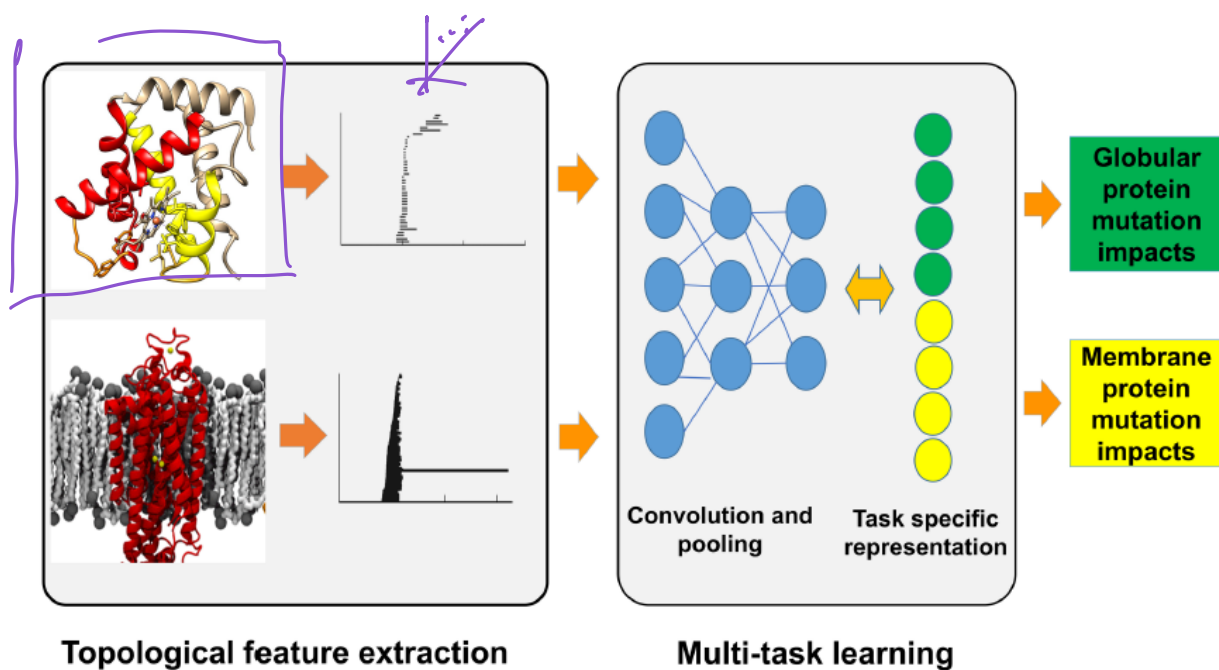 Globular
protein
mutation
impacts
Membrane
protein
mutation
impacts
Convolution and
pooling
Task specific
representation
Topological feature extraction
Multi-task learning